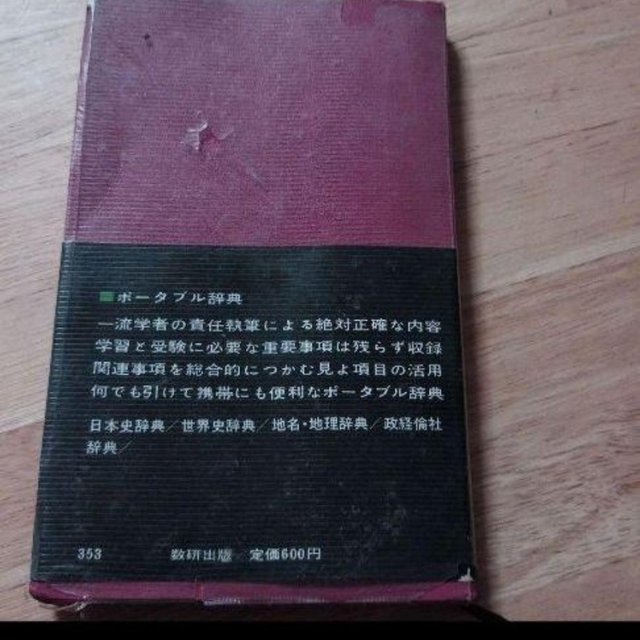 ポータブル辞典
一流学者の責任執筆による絶対正確な内容
学習と受験に必要な重要事項は残らず収録
関連事項を総合的につかむ見よ項目の活用
何でも引けて携帯にも便利なポータブル辞典
日本史辞典/世界史辞典/地名・地理辞典/政経倫社
辞典/
353 数研出版 定価600円